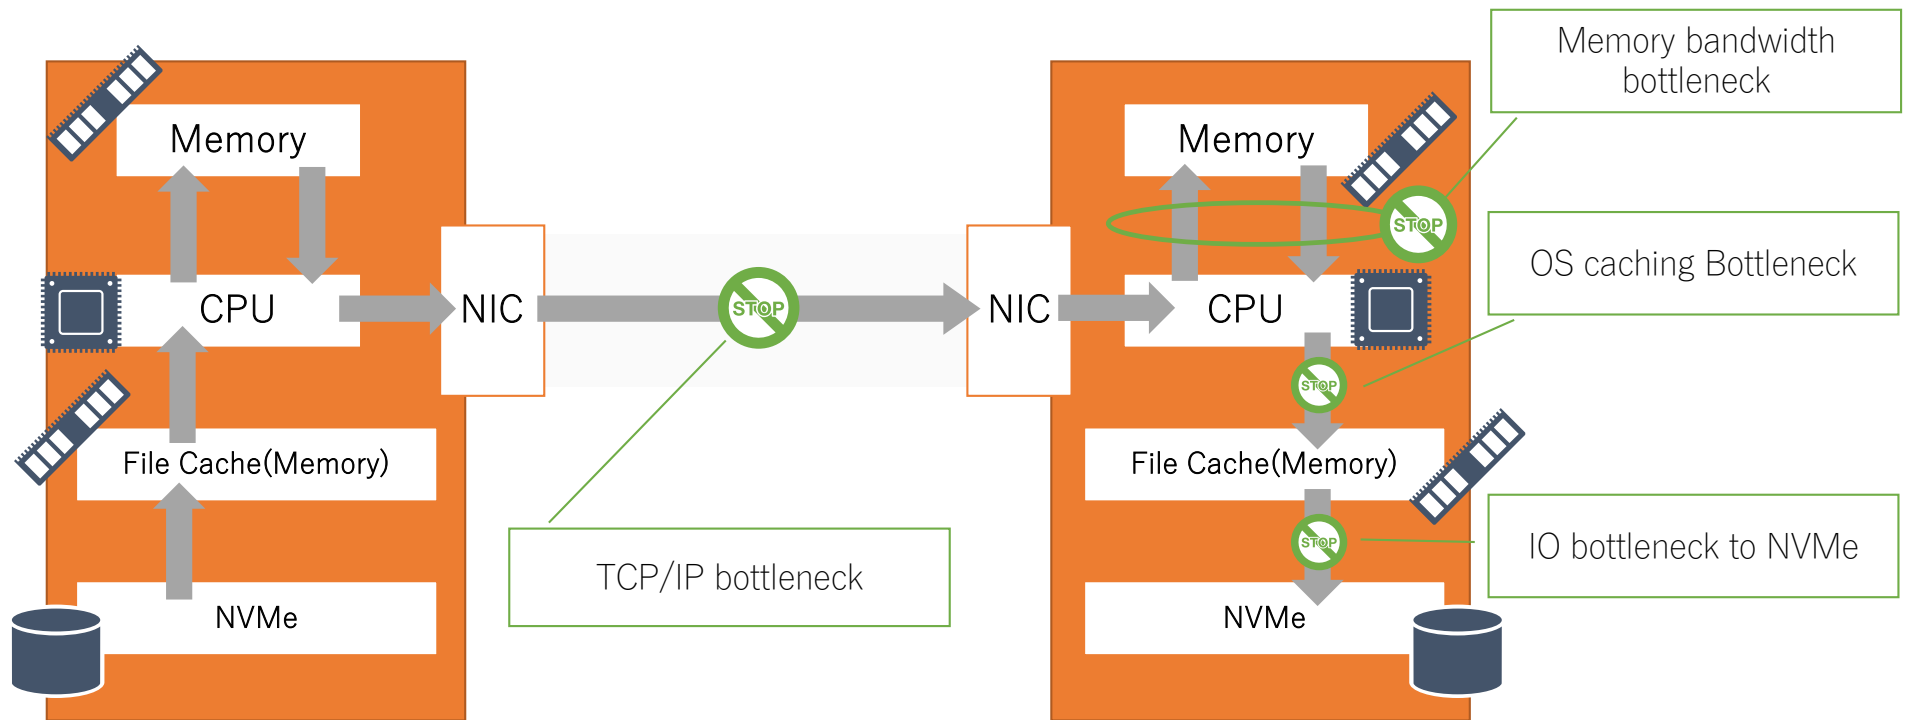 Memory
CPU
File Cache(Memory)
NVMe
NIC
STOP
TCP/IP bottleneck
NIC
Memory
STOP
CPU
STOP
File Cache(Memory)
STOP
NVMe
Memory bandwidth
bottleneck
OS caching Bottleneck
IO bottleneck to NVMe